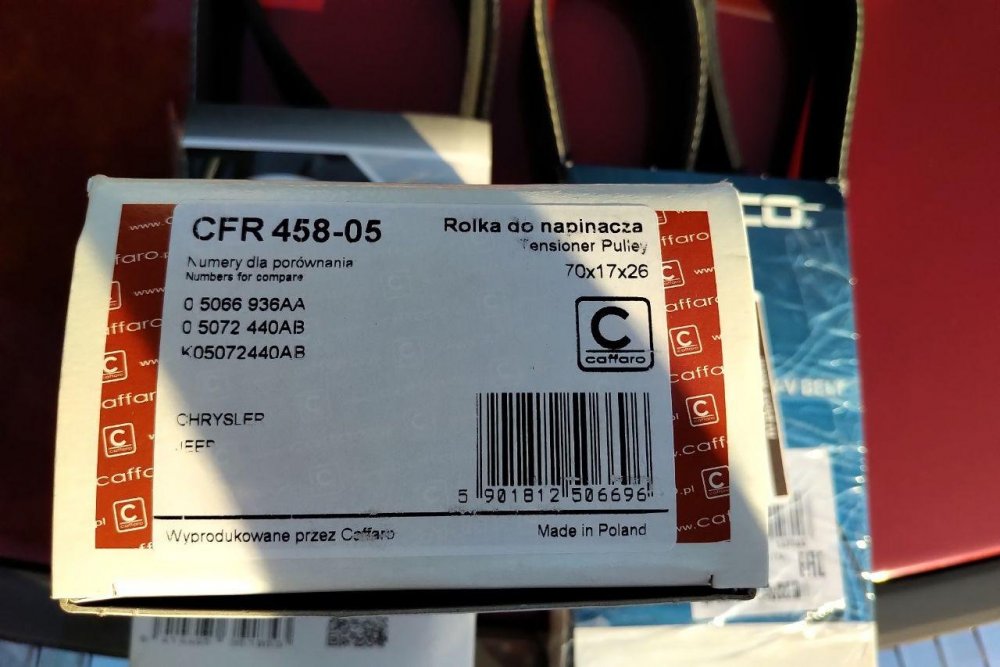 CFR 458-05
Rolka do napinacza
Tensioner Pulley
70x17x26
Numery dla porównania
Numbers for compare
0 5066 936AA
0 5072 440AB
K05072440AB
C
caffaro
CHRYSLER
JEEP
5 901812 506696
Wyprodukowane przez Caffaro
Made in Poland